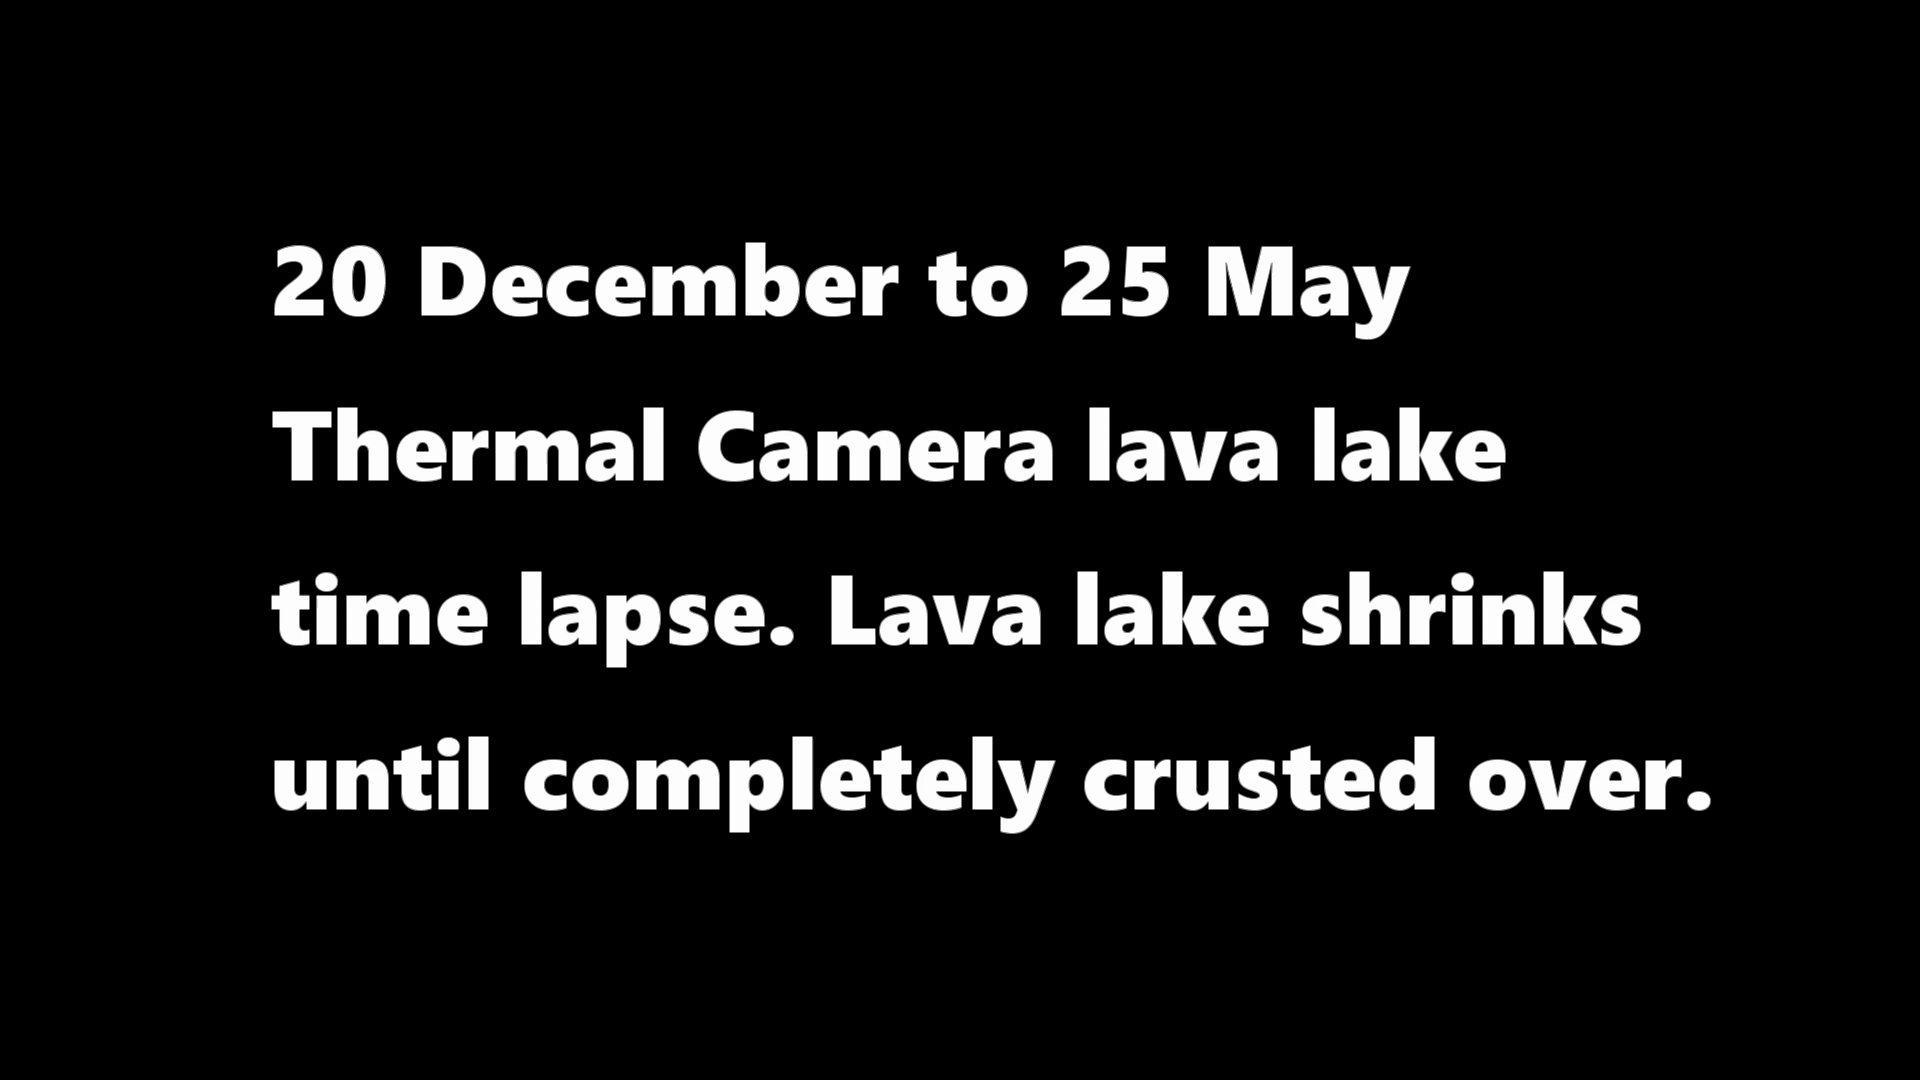 20 December to 25 May
Thermal Camera lava lake
time lapse. Lava lake shrinks
until completely crusted over.